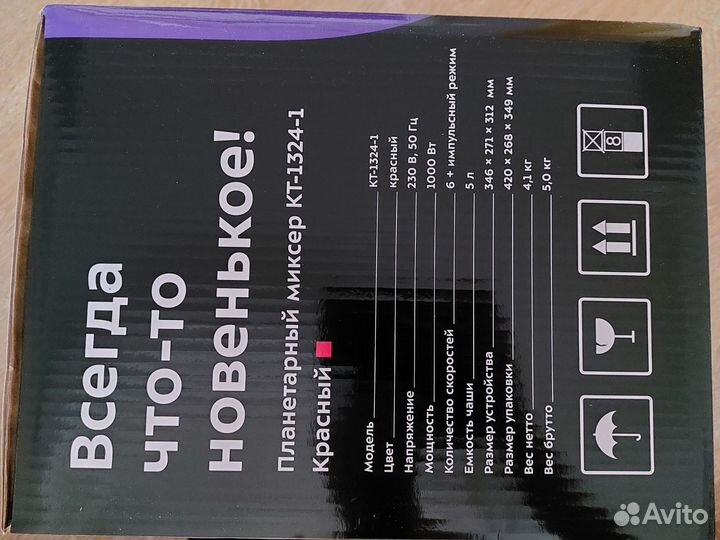 Всегда
что-то
новенькое!
Планетарный миксер KT-1324-1
Красный
Модель KT-1324-1
Цвет красный
Напряжение 230 В, 50 Гц
Мощность 1000 Вт
Количество скоростей 6 + импульсный режим
Емкость чаши 5 л
Размер устройства 346 × 271 × 312 мм
Размер упаковки 420 × 268 × 349 мм
Вес нетто 4,1 кг
Вес брутто 5,0 кг
8
Avito